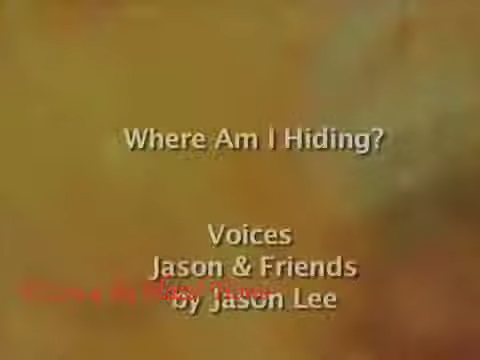 Where Am I Hiding?
Voices
Jason & Friends
by Jason Lee